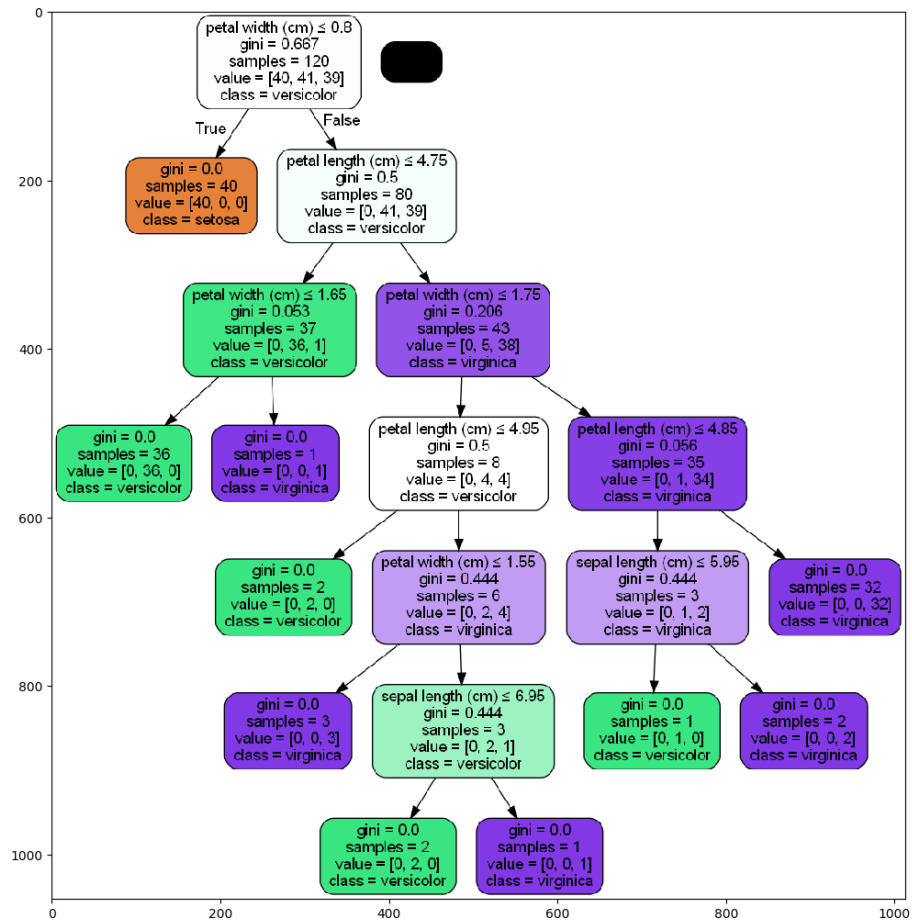 0
petal width (cm) ≤ 0.8
gini = 0.667
samples = 120
value = [40, 41, 39]
class = versicolor
True
False
200
gini = 0.0
samples = 40
value = [40, 0, 0]
class = setosa
petal length (cm) ≤ 4.75
gini = 0.5
samples = 80
value = [0, 41, 39]
class = versicolor
petal width (cm) ≤ 1.65
gini = 0.053
samples = 37
value = [0, 36, 1]
class = versicolor
petal width (cm) ≤ 1.75
gini = 0.206
samples = 43
value = [0, 5, 38]
class = virginica
400
gini = 0.0
samples = 36
value = [0, 36, 0]
class = versicolor
gini = 0.0
samples = 1
value = [0, 0, 1]
class = virginica
petal length (cm) ≤ 4.95
gini = 0.5
samples = 8
value = [0, 4, 4]
class = versicolor
petal length (cm) ≤ 4.85
gini = 0.056
samples = 35
value = [0, 1, 34]
class = virginica
600
gini = 0.0
samples = 2
value = [0, 2, 0]
class = versicolor
petal width (cm) ≤ 1.55
gini = 0.444
samples = 6
value = [0, 2, 4]
class = virginica
sepal length (cm) ≤ 5.95
gini = 0.444
samples = 3
value = [0, 1, 2]
class = virginica
gini = 0.0
samples = 32
value = [0, 0, 32]
class = virginica
800
gini = 0.0
samples = 3
value = [0, 0, 3]
class = virginica
sepal length (cm) ≤ 6.95
gini = 0.444
samples = 3
value = [0, 2, 1]
class = versicolor
gini = 0.0
samples = 1
value = [0, 1, 0]
class = versicolor
gini = 0.0
samples = 2
value = [0, 0, 2]
class = virginica
1000
gini = 0.0
samples = 2
value = [0, 2, 0]
class = versicolor
gini = 0.0
samples = 1
value = [0, 0, 1]
class = virginica
0 200 400 600 800 1000